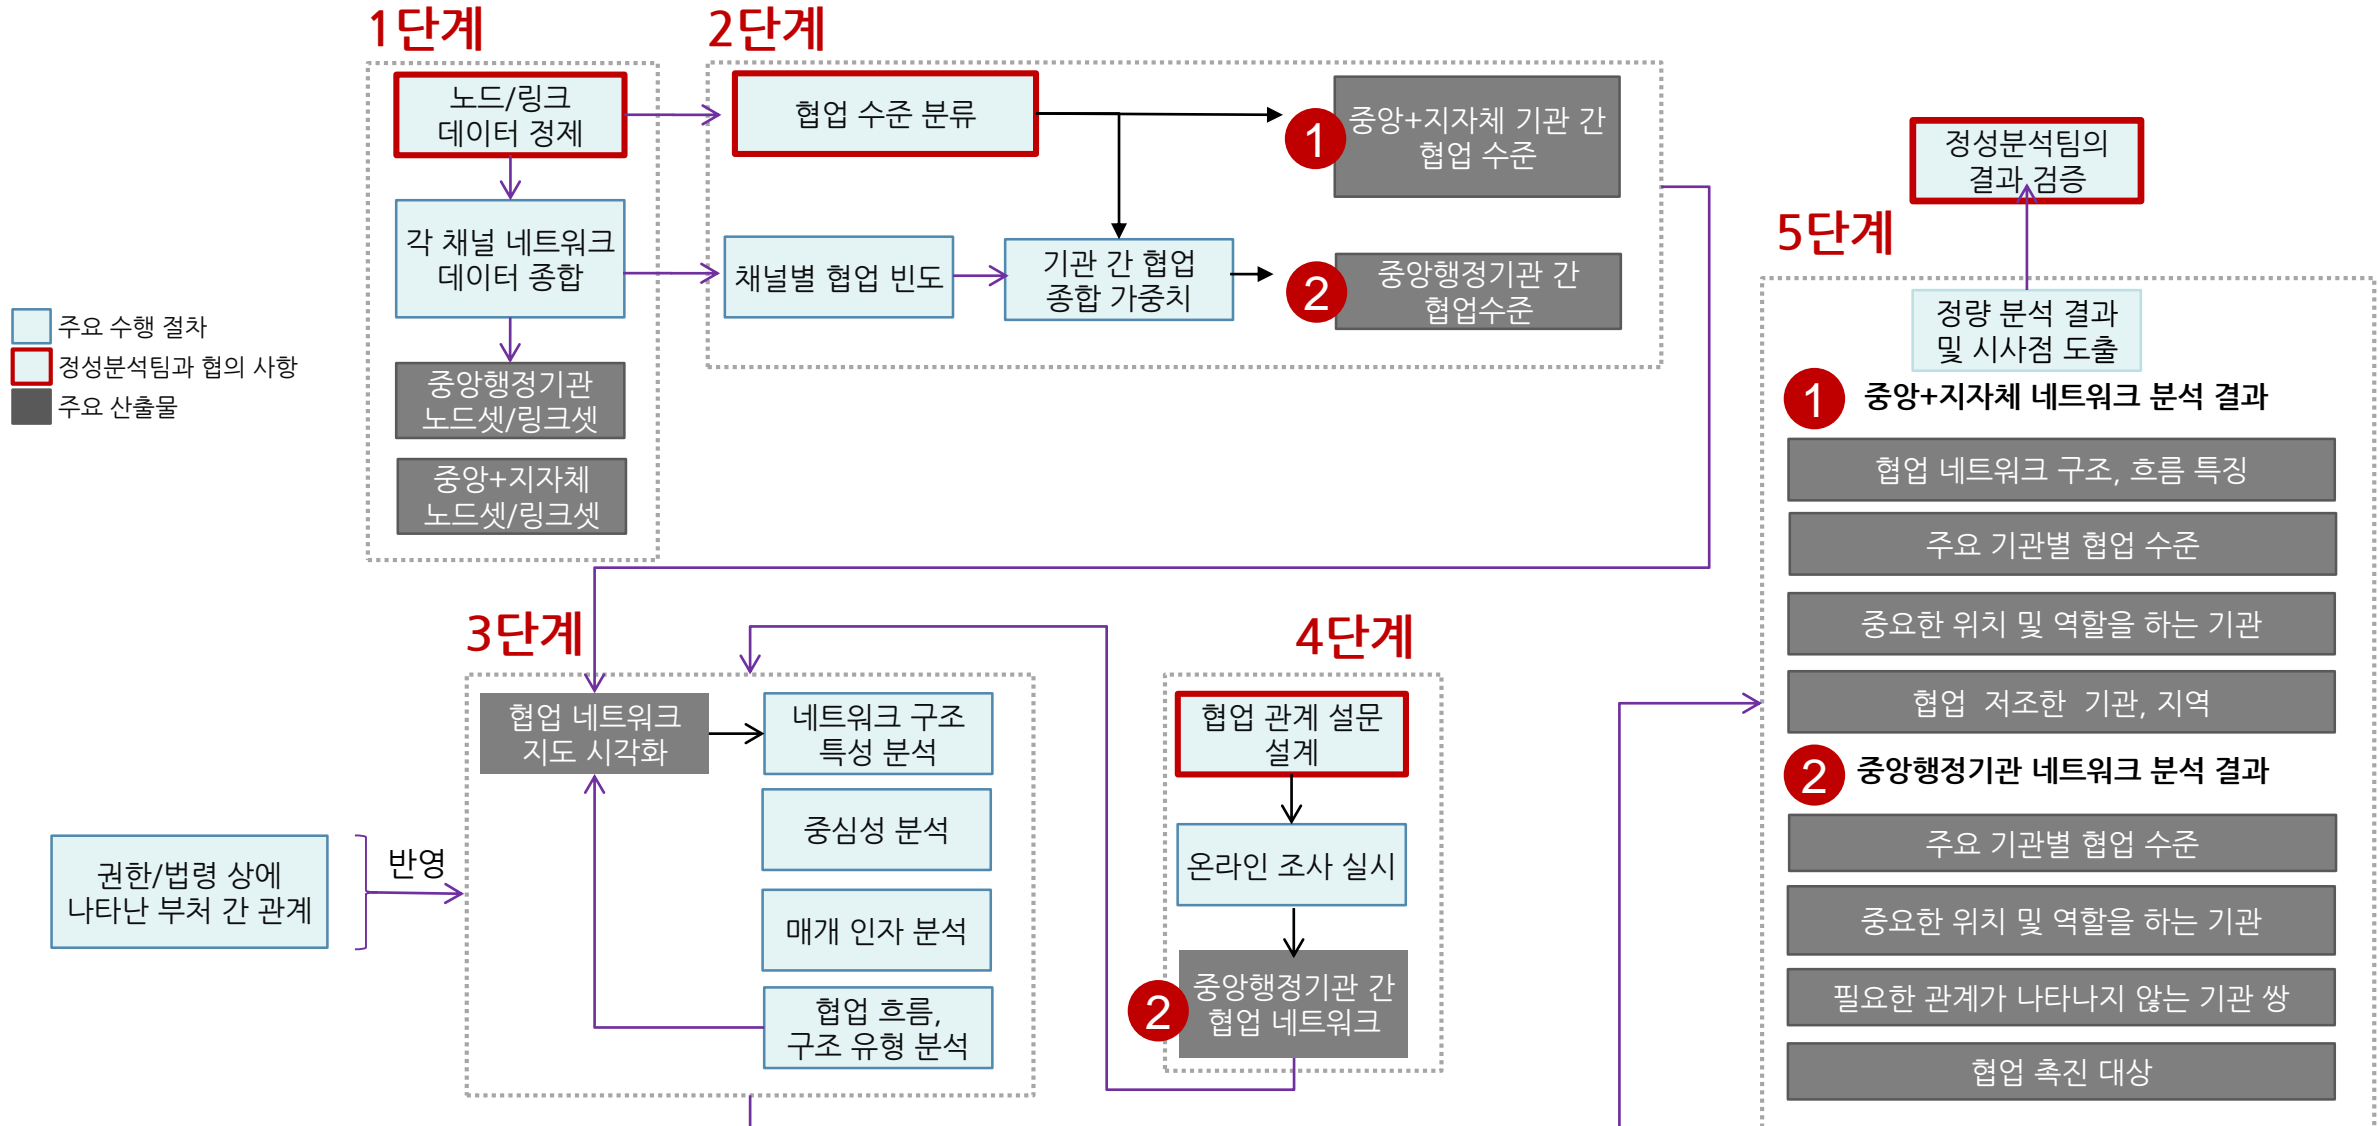 1단계
노드/링크
데이터 정제
각 채널 네트워크
데이터 종합
중앙행정기관
노드셋/링크셋
중앙+지자체
노드셋/링크셋
2단계
협업 수준 분류
1
중앙+지자체 기관 간
협업 수준
채널별 협업 빈도
기관 간 협업
종합 가중치
2
중앙행정기관 간
협업수준
주요 수행 절차
정성분석팀과 협의 사항
주요 산출물
3단계
협업 네트워크
지도 시각화
네트워크 구조
특성 분석
중심성 분석
매개 인자 분석
협업 흐름,
구조 유형 분석
권한/법령 상에
나타난 부처 간 관계
반영
4단계
협업 관계 설문
설계
온라인 조사 실시
2
중앙행정기관 간
협업 네트워크
정성분석팀의
결과 검증
5단계
정량 분석 결과
및 시사점 도출
1
중앙+지자체 네트워크 분석 결과
협업 네트워크 구조, 흐름 특징
주요 기관별 협업 수준
중요한 위치 및 역할을 하는 기관
협업 저조한 기관, 지역
2
중앙행정기관 네트워크 분석 결과
주요 기관별 협업 수준
중요한 위치 및 역할을 하는 기관
필요한 관계가 나타나지 않는 기관 쌍
협업 촉진 대상